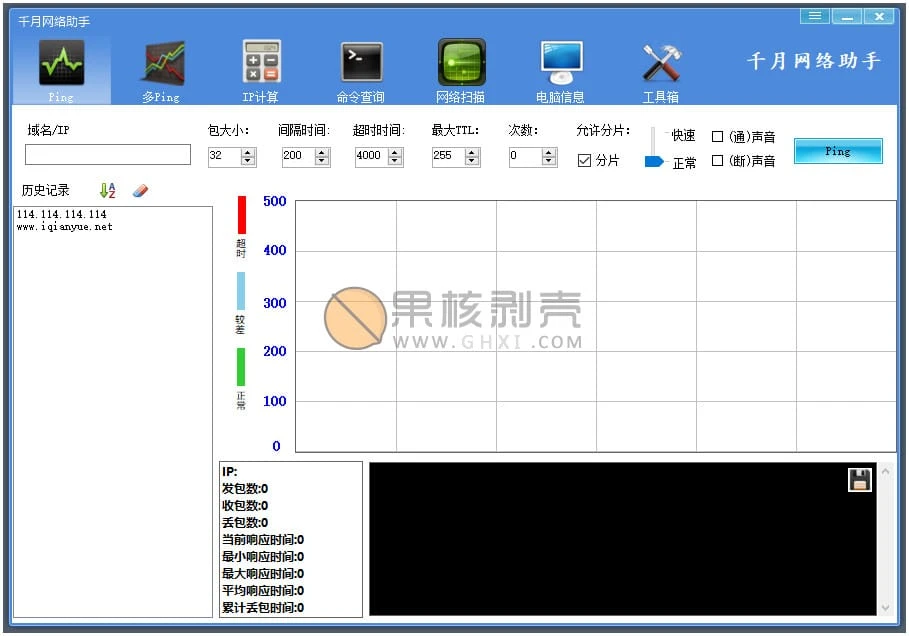 千月网络助手
Ping
多Ping
IP计算
命令查询
网络扫描
电脑信息
工具箱
千月网络助手
域名/IP
包大小:
间隔时间:
超时时间:
最大TTL:
次数:
允许分片:
快速
(通)声音
32
200
4000
255
0
分片
正常
(断)声音
Ping
历史记录
114.114.114.114
www.iqianyue.net
超时
较差
正常
500
400
300
200
100
0
果核剥壳
WWW.GHXI.COM
IP:
发包数:0
收包数:0
丢包数:0
当前响应时间:0
最小响应时间:0
最大响应时间:0
平均响应时间:0
累计丢包时间:0